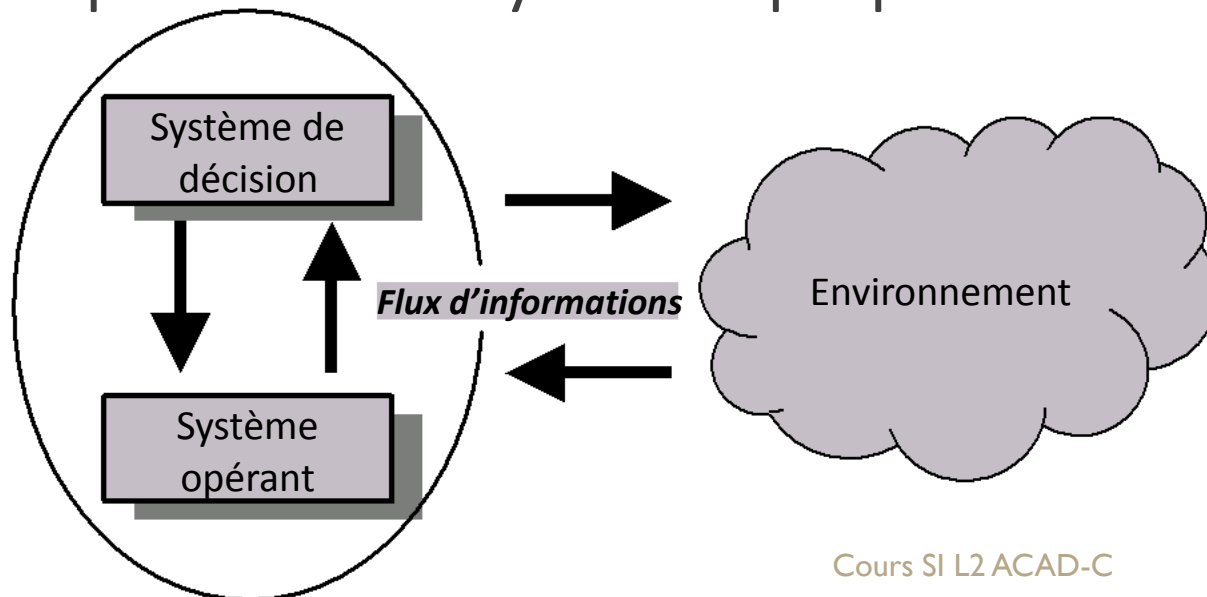 Système de
décision
Flux d’informations
Environnement
Système
opérant
Cours SI L2 ACAD-C